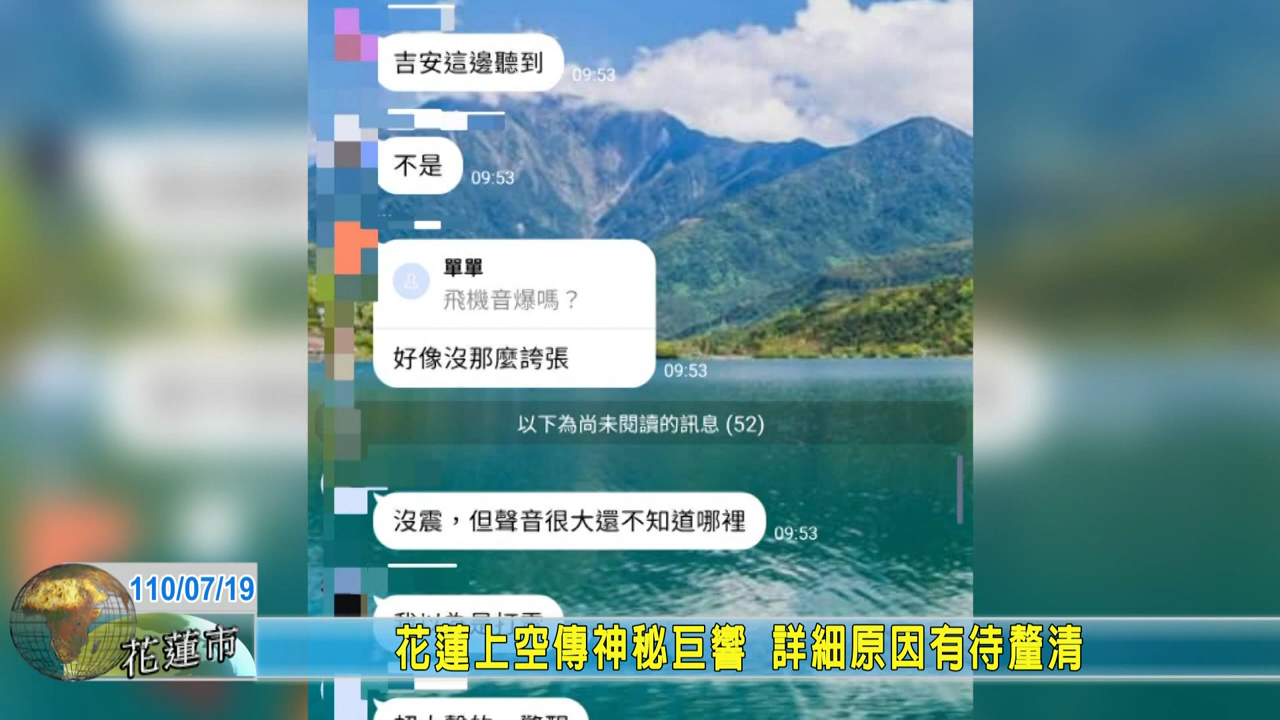 吉安這邊聽到
09:53
不是
09:53
單單
飛機音爆嗎？
好像沒那麼誇張
09:53
以下為尚未閱讀的訊息 (52)
沒震，但聲音很大還不知道哪裡
09:53
110/07/19
花蓮市
花蓮上空傳神秘巨響 詳細原因有待釐清